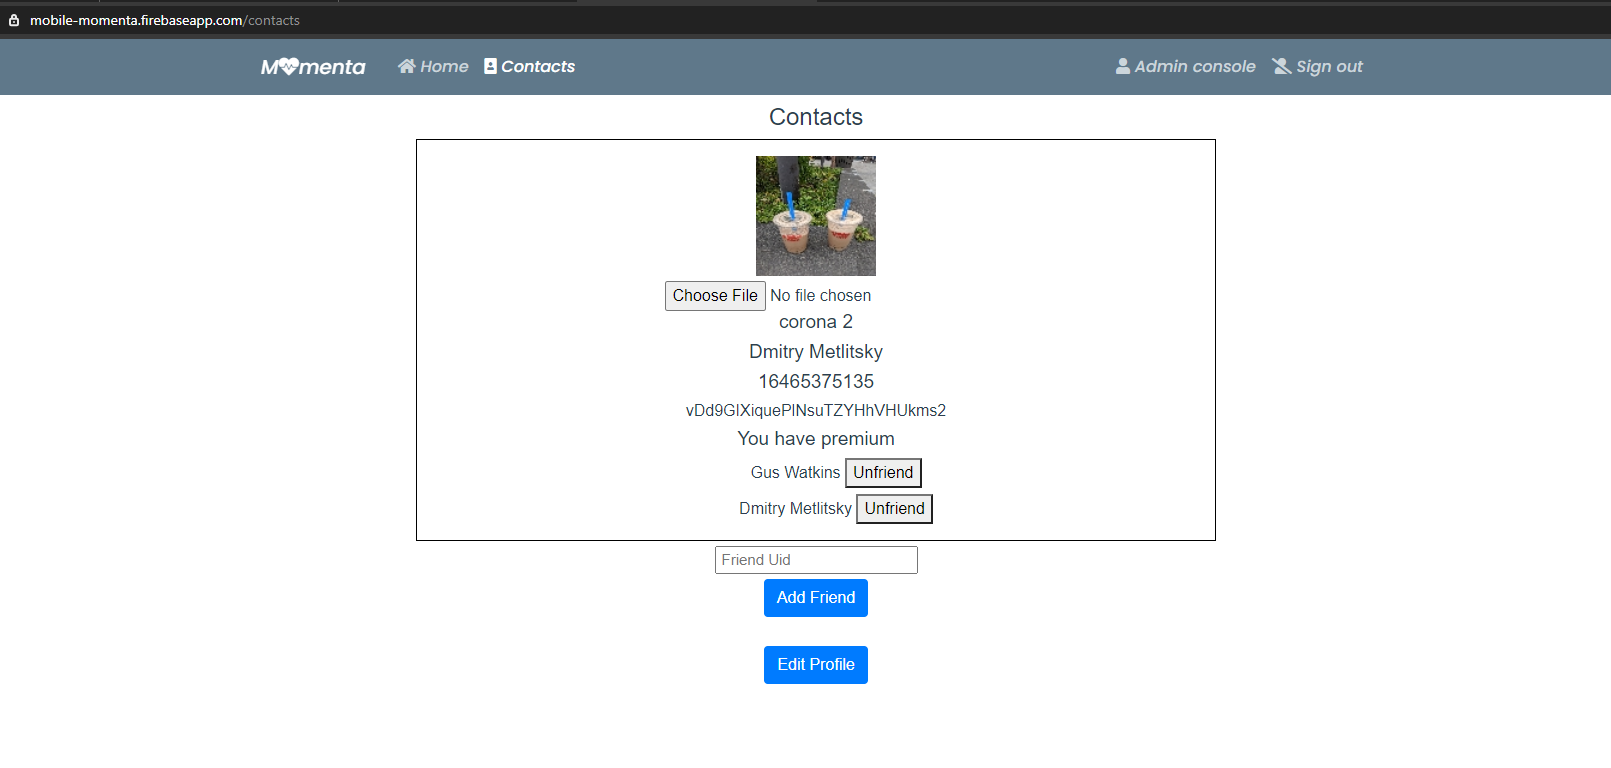 mobile-momenta.firebaseapp.com/contacts
Momenta Home Contacts Admin console Sign out
Contacts
Choose File No file chosen
corona 2
Dmitry Metlitsky
16465375135
vDd9GlXiquePlNsuTZYHhVHUkms2
You have premium
Gus Watkins Unfriend
Dmitry Metlitsky Unfriend
Friend Uid
Add Friend
Edit Profile